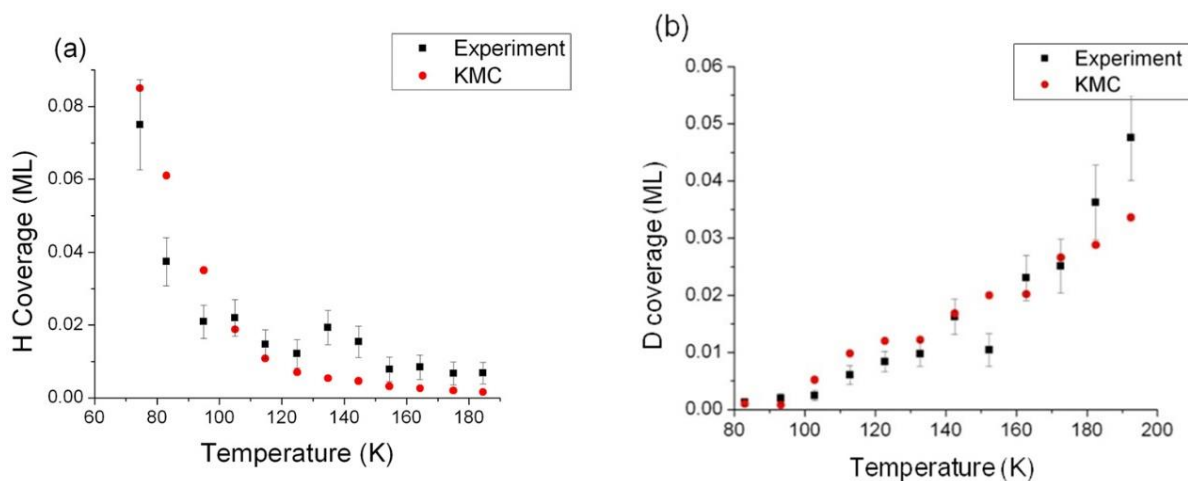 (a)
Experiment
KMC
H Coverage (ML)
0.08
0.06
0.04
0.02
0.00
60 80 100 120 140 160 180 200
Temperature (K)
(b)
Experiment
KMC
D coverage (ML)
0.06
0.05
0.04
0.03
0.02
0.01
0.00
80 100 120 140 160 180 200
Temperature (K)